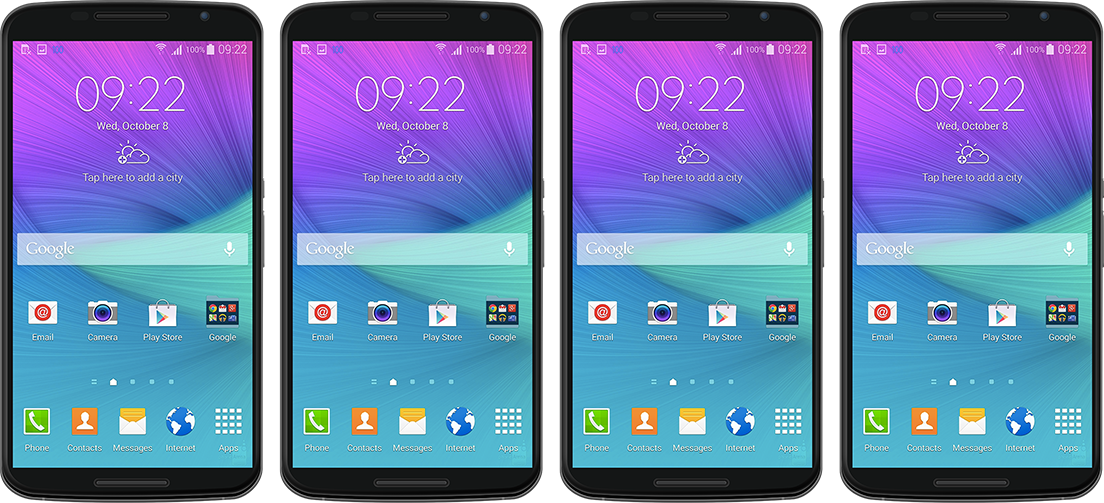 100% 09:22
09:22
Wed, October 8
Tap here to add a city
Google
Email Camera Play Store Google
Phone Contacts Messages Internet Apps
100% 09:22
09:22
Wed, October 8
Tap here to add a city
Google
Email Camera Play Store Google
Phone Contacts Messages Internet Apps
100% 09:22
09:22
Wed, October 8
Tap here to add a city
Google
Email Camera Play Store Google
Phone Contacts Messages Internet Apps
100% 09:22
09:22
Wed, October 8
Tap here to add a city
Google
Email Camera Play Store Google
Phone Contacts Messages Internet Apps